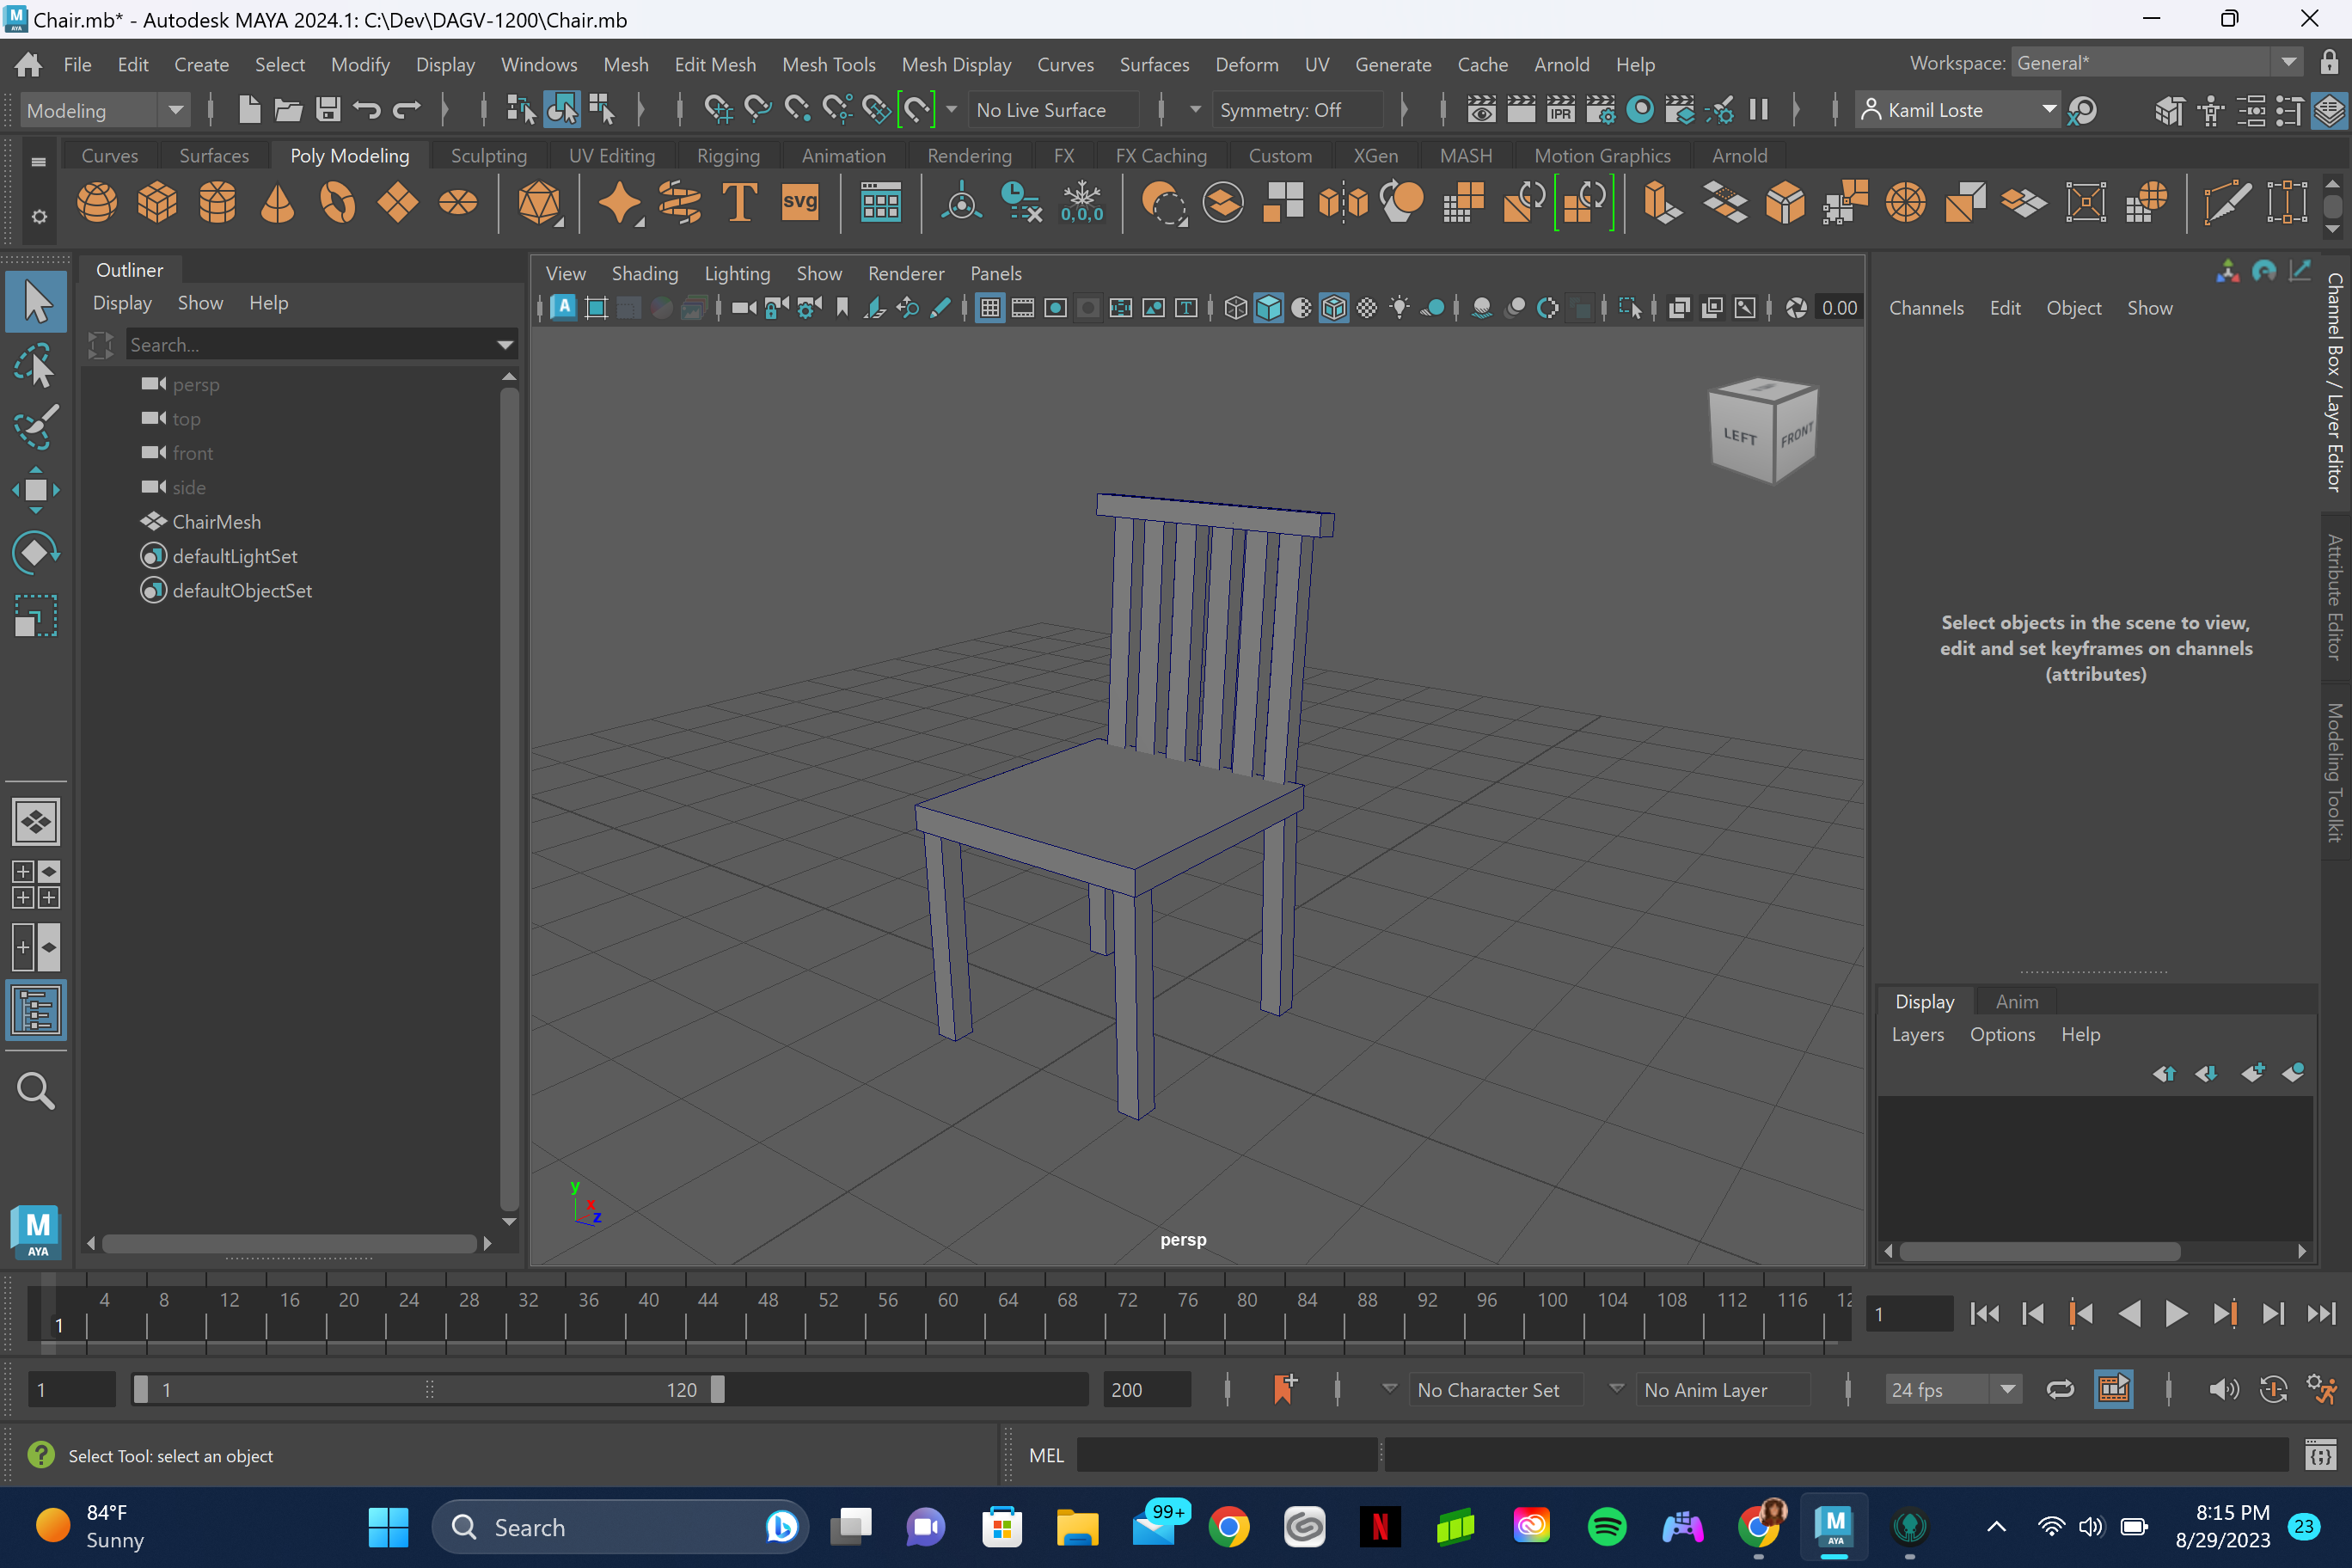 Chair.mb* - Autodesk MAYA 2024.1: C:\Dev\DAGV-1200\Chair.mb
File Edit Create Select Modify Display Windows Mesh Edit Mesh Mesh Tools Mesh Display Curves Surfaces Deform UV Generate Cache Arnold Help Workspace: General*
Modeling No Live Surface Symmetry: Off IPR Kamil Loste
Curves Surfaces Poly Modeling Sculpting UV Editing Rigging Animation Rendering FX FX Caching Custom XGen MASH Motion Graphics Arnold
T svg 0,0,0
Outliner
Display Show Help
Search...
persp
top
front
side
ChairMesh
defaultLightSet
defaultObjectSet
View Shading Lighting Show Renderer Panels
0.00
LEFT FRONT
y
x
z
persp
Channels Edit Object Show
Select objects in the scene to view,
edit and set keyframes on channels
(attributes)
Channel Box / Layer Editor
Attribute Editor
Modeling Toolkit
Display Anim
Layers Options Help
M
AYA
4 8 12 16 20 24 28 32 36 40 44 48 52 56 60 64 68 72 76 80 84 88 92 96 100 104 108 112 116
1 1
1 1 120 200 No Character Set No Anim Layer 24 fps
Select Tool: select an object MEL
84°F
Sunny
Search
99+
N
M
AYA
8:15 PM
8/29/2023
23